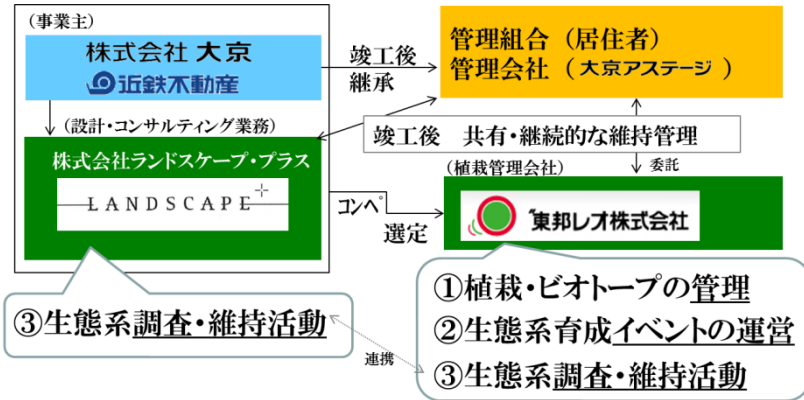 (事業主)
株式会社 大京
近鉄不動産
竣工後
継承
管理組合（居住者）
管理会社（大京アステージ）
(設計・コンサルティング業務)
株式会社ランドスケープ・プラス
LANDSCAPE+
竣工後 共有・継続的な維持管理
(植栽管理会社)
委託
コンペ
選定
東邦レオ株式会社
③生態系調査・維持活動
連携
①植栽・ビオトープの管理
②生態系育成イベントの運営
③生態系調査・維持活動